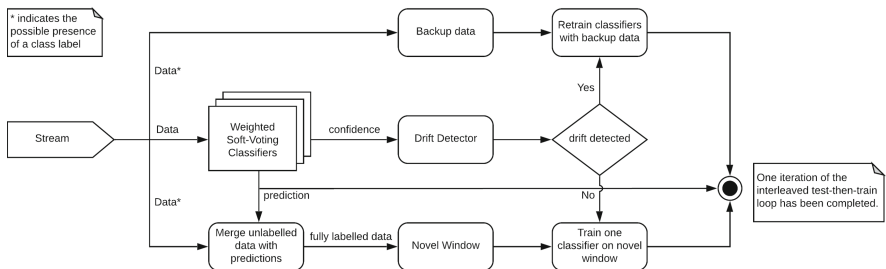 * indicates the
possible presence
of a class label
Backup data
Retrain classifiers
with backup data
Data*
Yes
Stream
Data
Weighted
Soft-Voting
Classifiers
confidence
Drift Detector
drift detected
One iteration of the
interleaved test-then-train
loop has been completed.
prediction
No
Data*
Merge unlabelled
data with
predictions
fully labelled data
Novel Window
Train one
classifier on novel
window